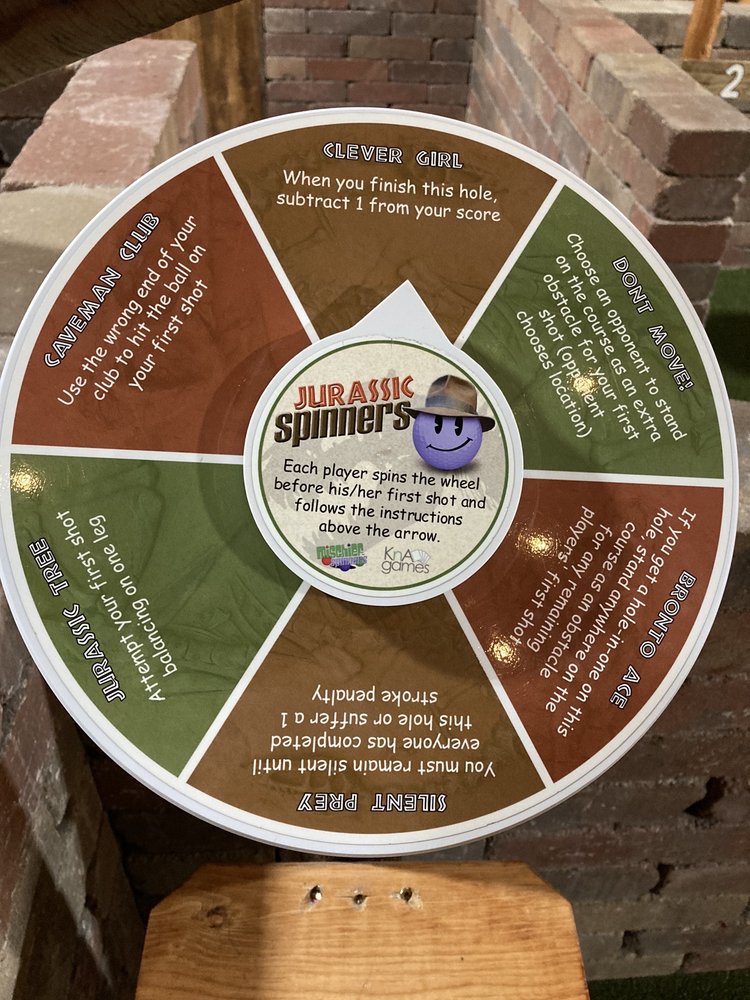 2
CLEVER GIRL
When you finish this hole,
subtract 1 from your score
DONT MOVE!
Choose an opponent to stand
on the course as an extra
obstacle for your first
shot (opponent
chooses location)
BRONTO ACE
If you get a hole-in-one on this
hole, stand anywhere on the
course as an obstacle
for any remaining
players' first shot
SILENT PREY
You must remain silent until
everyone has completed
this hole or suffer a 1
stroke penalty
JURASSIC TREE
Attempt your first shot
balancing on one leg
CAVEMAN CLUB
Use the wrong end of your
club to hit the ball on
your first shot
JURASSIC
spinners
Each player spins the wheel
before his/her first shot and
follows the instructions
above the arrow.
mischief
spinners
KnA
games